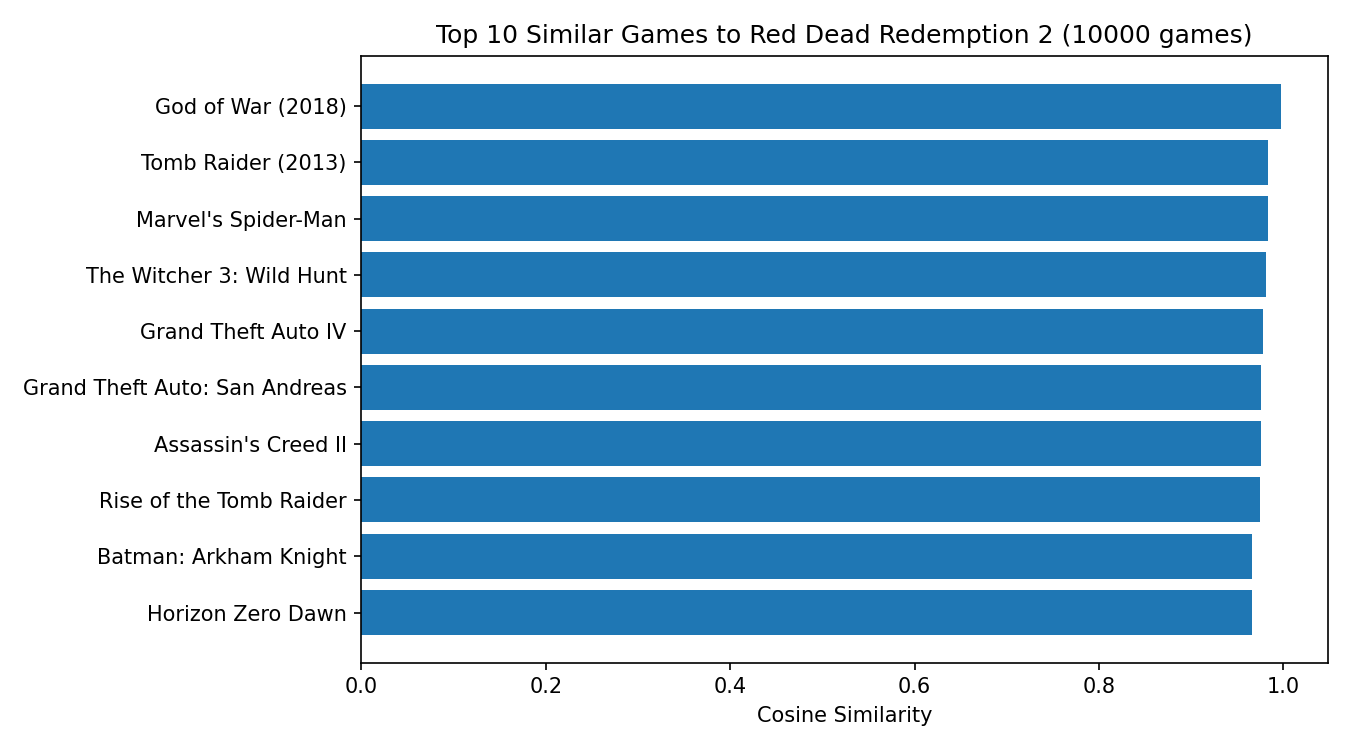 Top 10 Similar Games to Red Dead Redemption 2 (10000 games)
God of War (2018)
Tomb Raider (2013)
Marvel's Spider-Man
The Witcher 3: Wild Hunt
Grand Theft Auto IV
Grand Theft Auto: San Andreas
Assassin's Creed II
Rise of the Tomb Raider
Batman: Arkham Knight
Horizon Zero Dawn
0.0 0.2 0.4 0.6 0.8 1.0
Cosine Similarity